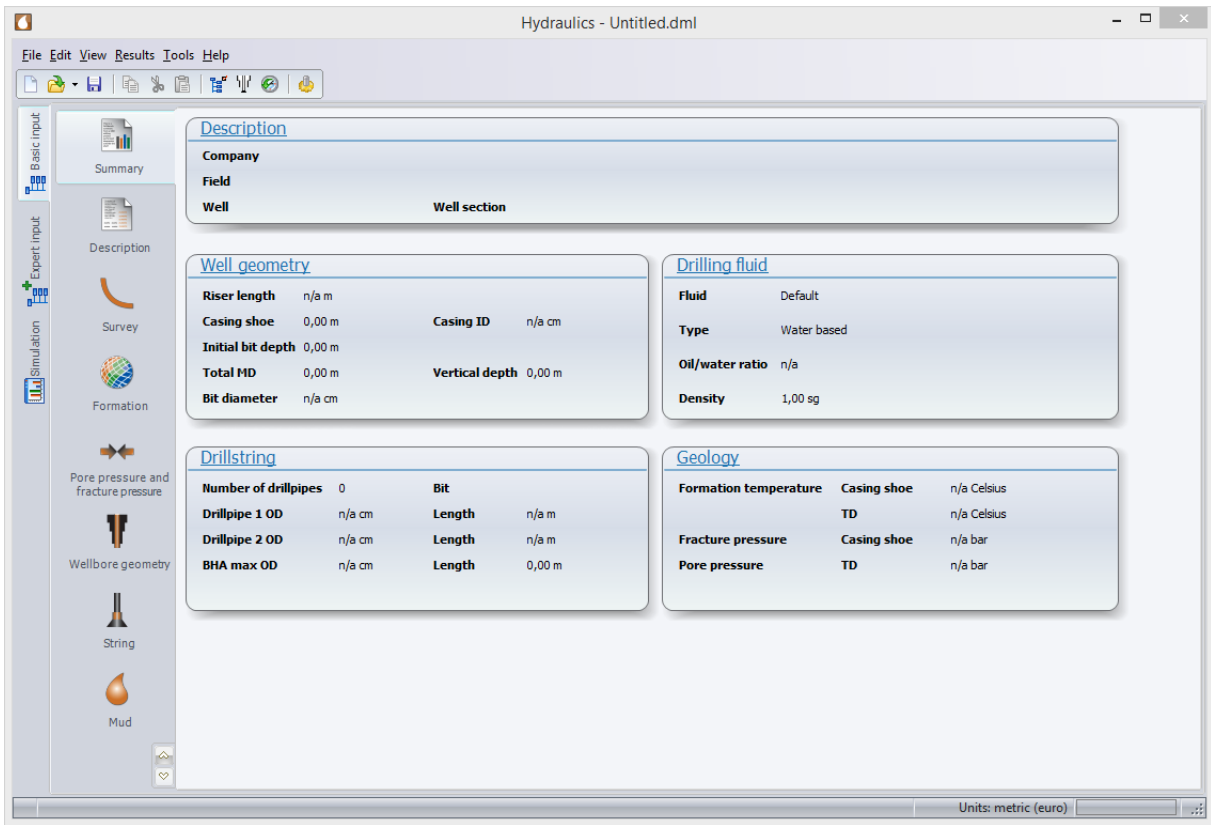 Hydraulics - Untitled.dml
File Edit View Results Tools Help
Basic input
Expert input
Simulation
Summary
Description
Survey
Formation
Pore pressure and
fracture pressure
Wellbore geometry
String
Mud
Description
Company
Field
Well Well section
Well geometry
Riser length n/a m
Casing shoe 0,00 m Casing ID n/a cm
Initial bit depth 0,00 m
Total MD 0,00 m Vertical depth 0,00 m
Bit diameter n/a cm
Drilling fluid
Fluid Default
Type Water based
Oil/water ratio n/a
Density 1,00 sg
Drillstring
Number of drillpipes 0 Bit
Drillpipe 1 OD n/a cm Length n/a m
Drillpipe 2 OD n/a cm Length n/a m
BHA max OD n/a cm Length 0,00 m
Geology
Formation temperature Casing shoe n/a Celsius
TD n/a Celsius
Fracture pressure Casing shoe n/a bar
Pore pressure TD n/a bar
Units: metric (euro)